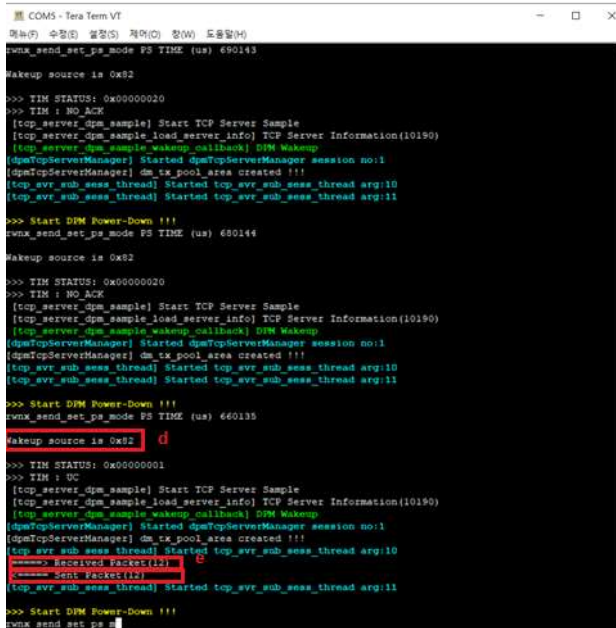 COM5 - Tera Term VT
메뉴(F) 수정(E) 설정(S) 제어(O) 창(W) 도움말(H)
rwnx_send_set_ps_mode PS TIME (us) 690143
Wakeup source is 0x82
>>> TIM STATUS: 0x00000020
>>> TIM : NO_ACK
[tcp_server_dpm_sample] Start TCP Server Sample
[tcp_server_dpm_sample_load_server_info] TCP Server Information(10190)
[tcp_server_dpm_sample_wakeup_callback] DPM Wakeup
[dpmTcpServerManager] Started dpmTcpServerManager session no:1
[dpmTcpServerManager] dm_tx_pool_area created !!!
[tcp_svr_sub_sess_thread] Started tcp_svr_sub_sess_thread arg:10
[tcp_svr_sub_sess_thread] Started tcp_svr_sub_sess_thread arg:11
>>> Start DPM Power-Down !!!
rwnx_send_set_ps_mode PS TIME (us) 680144
Wakeup source is 0x82
>>> TIM STATUS: 0x00000020
>>> TIM : NO_ACK
[tcp_server_dpm_sample] Start TCP Server Sample
[tcp_server_dpm_sample_load_server_info] TCP Server Information(10190)
[tcp_server_dpm_sample_wakeup_callback] DPM Wakeup
[dpmTcpServerManager] Started dpmTcpServerManager session no:1
[dpmTcpServerManager] dm_tx_pool_area created !!!
[tcp_svr_sub_sess_thread] Started tcp_svr_sub_sess_thread arg:10
[tcp_svr_sub_sess_thread] Started tcp_svr_sub_sess_thread arg:11
>>> Start DPM Power-Down !!!
rwnx_send_set_ps_mode PS TIME (us) 660135
Wakeup source is 0x82 d
>>> TIM STATUS: 0x00000001
>>> TIM : UC
[tcp_server_dpm_sample] Start TCP Server Sample
[tcp_server_dpm_sample_load_server_info] TCP Server Information(10190)
[tcp_server_dpm_sample_wakeup_callback] DPM Wakeup
[dpmTcpServerManager] Started dpmTcpServerManager session no:1
[dpmTcpServerManager] dm_tx_pool_area created !!!
[tcp_svr_sub_sess_thread] Started tcp_svr_sub_sess_thread arg:10
=====> Received Packet(12) e
<===== Sent Packet(12)
[tcp_svr_sub_sess_thread] Started tcp_svr_sub_sess_thread arg:11
>>> Start DPM Power-Down !!!
rwnx_send_set_ps_m